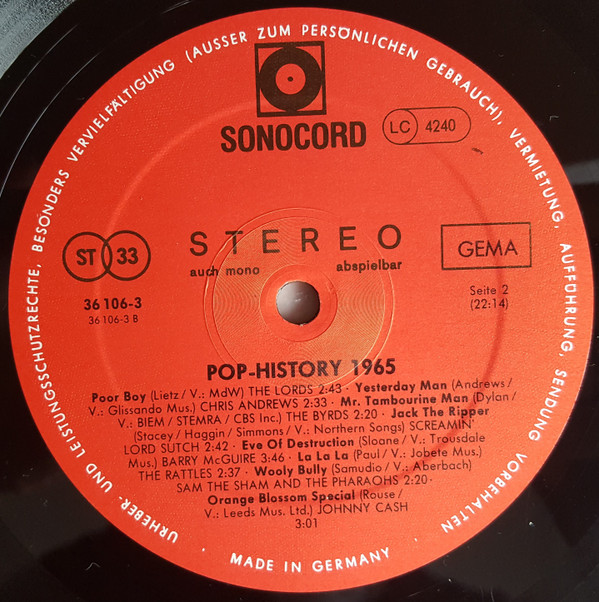 URHEBER- UND LEISTUNGSSCHUTZRECHTE, BESONDERS VERVIELFÄLTIGUNG (AUSSER ZUM PERSÖNLICHEN GEBRAUCH), VERMIETUNG, AUFFÜHRUNG, SENDUNG VORBEHALTEN
SONOCORD
LC 4240
ST 33
STEREO
auch mono abspielbar
GEMA
36 106-3
36 106-3 B
Seite 2
(22:14)
POP-HISTORY 1965
Poor Boy (Lietz / V.: MdW) THE LORDS 2:43 · Yesterday Man (Andrews /
V.: Glissando Mus.) CHRIS ANDREWS 2:33 · Mr. Tambourine Man (Dylan /
V.: BIEM / STEMRA / CBS Inc.) THE BYRDS 2:20 · Jack The Ripper
(Stacey / Haggin / Simmons / V.: Northern Songs) SCREAMIN'
LORD SUTCH 2:42 · Eve Of Destruction (Sloane / V.: Trousdale
Mus.) BARRY McGUIRE 3:46 · La La La (Paul / V.: Jobete Mus.)
THE RATTLES 2:37 · Wooly Bully (Samudio / V.: Aberbach)
SAM THE SHAM AND THE PHARAOHS 2:20 ·
Orange Blossom Special (Rouse /
V.: Leeds Mus. Ltd.) JOHNNY CASH
3:01
· MADE IN GERMANY ·